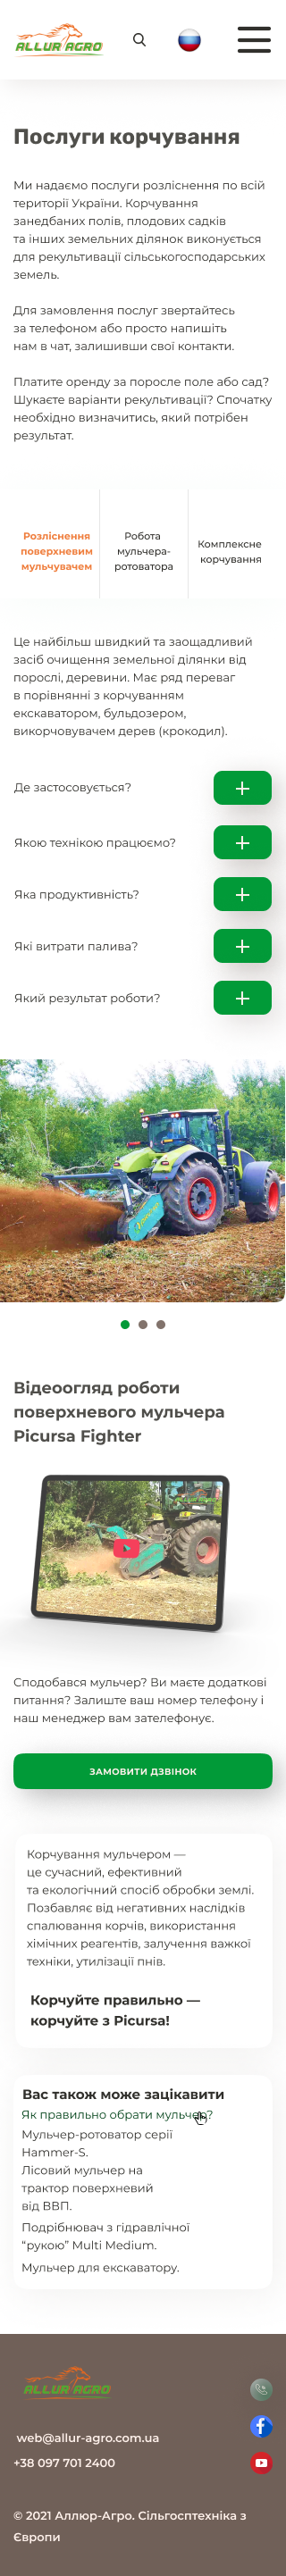 ALLUR AGRO
Послуги корчування
Ми надаємо послуги розліснення по всій
території України. Корчування
занедбаних полів, плодових садків
та інших земельних ділянок виконується
для рекультивації сільськогосподарських
земель.
Для замовлення послуг звертайтесь
за телефоном або просто напишіть
нам в чат, залишивши свої контакти.
Платите оренду за поросле поле або сад?
Шукаєте варіанти рекультивації? Спочатку
необхідно визначитись, який потрібен
результат.
Розліснення
поверхневим
мульчувачем
Робота
мульчера-
ротоватора
Комплексне
корчування
Це найбільш швидкий та заощадливий
засіб очищення земельної ділянки від
порослі, деревини. Має ряд переваг
в порівнянні з корчуванням
екскаватором, бульдозером,
викорчовувачем дерев (крокодил).
Де застосовується?
Якою технікою працюємо?
Яка продуктивність?
Які витрати палива?
Який результат роботи?
Відеоогляд роботи
поверхневого мульчера
Picursa Fighter
Сподобався мульчер? Ви маєте додаткові
питання? Залиште ваш номер телефону і
наш менеджер вам зателефонує.
ЗАМОВИТИ ДЗВІНОК
Корчування мульчером —
це сучасний, ефективний
та екологічний спосіб обробки землі.
Позбавляє від негативних наслідків
спалювання корчів, використання
хімічних реагентів, залучення важкої
техніки, утилізації пнів.
Корчуйте правильно —
корчуйте з Picursa!
Вас також може зацікавити
Як правильно обрати мульчер?
Мульчер-ротоватор серії
Hammer-S.
Лісовий мульчер на
трактор поверхневий
від ВВП.
Подрібнювач з гідравлічної
“рукою” Multi Medium.
Мульчер для екскаватору.
ALLUR AGRO
web@allur-agro.com.ua
+38 097 701 2400
© 2021 Аллюр-Агро. Сільгосптехніка з
Європи